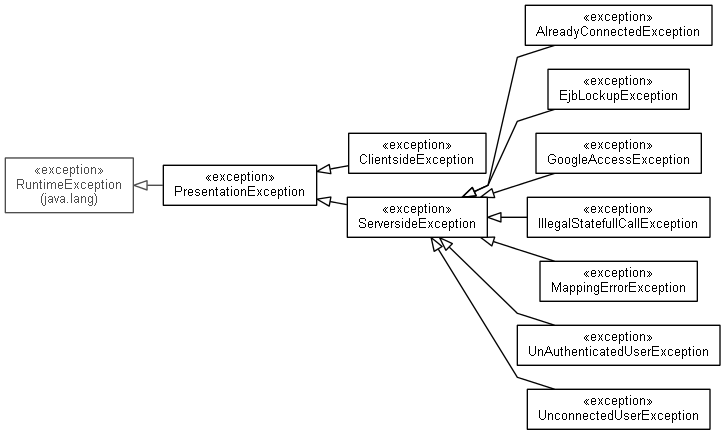 «exception»
AlreadyConnectedException
«exception»
EjbLockupException
«exception»
ClientsideException
«exception»
GoogleAccessException
«exception»
RuntimeException
(java.lang)
«exception»
PresentationException
«exception»
ServersideException
«exception»
IllegalStatefullCallException
«exception»
MappingErrorException
«exception»
UnAuthenticatedUserException
«exception»
UnconnectedUserException